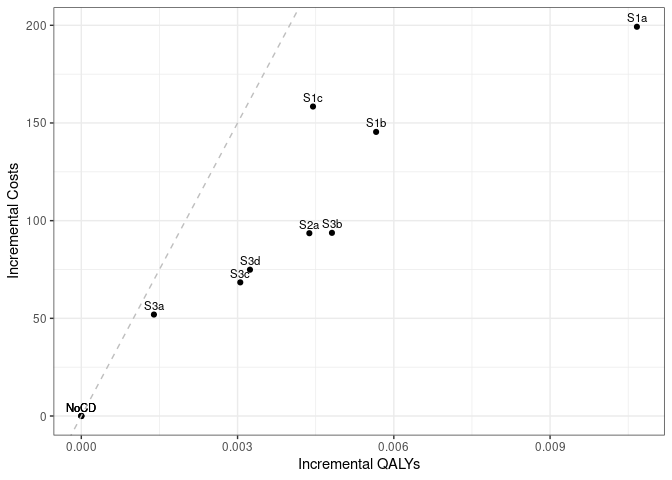 200
S1a
S1c
150
S1b
Incremental Costs
100
S2a
S3b
S3d
S3c
50
S3a
NoCD
0
0.000
0.003
0.006
0.009
Incremental QALYs